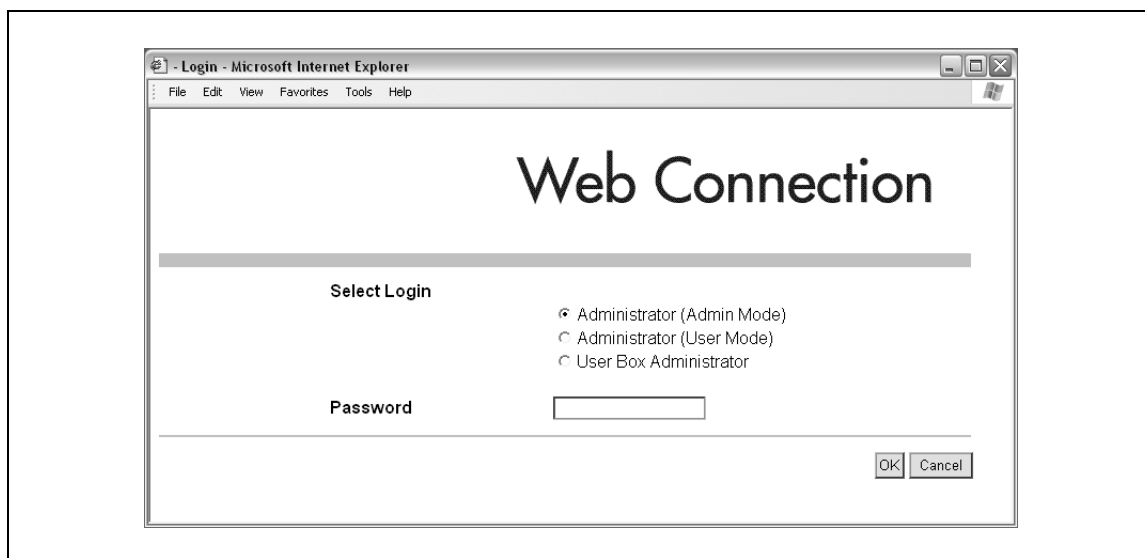 - Login - Microsoft Internet Explorer
File Edit View Favorites Tools Help
Web Connection
Select Login
Administrator (Admin Mode)
Administrator (User Mode)
User Box Administrator
Password
OK Cancel